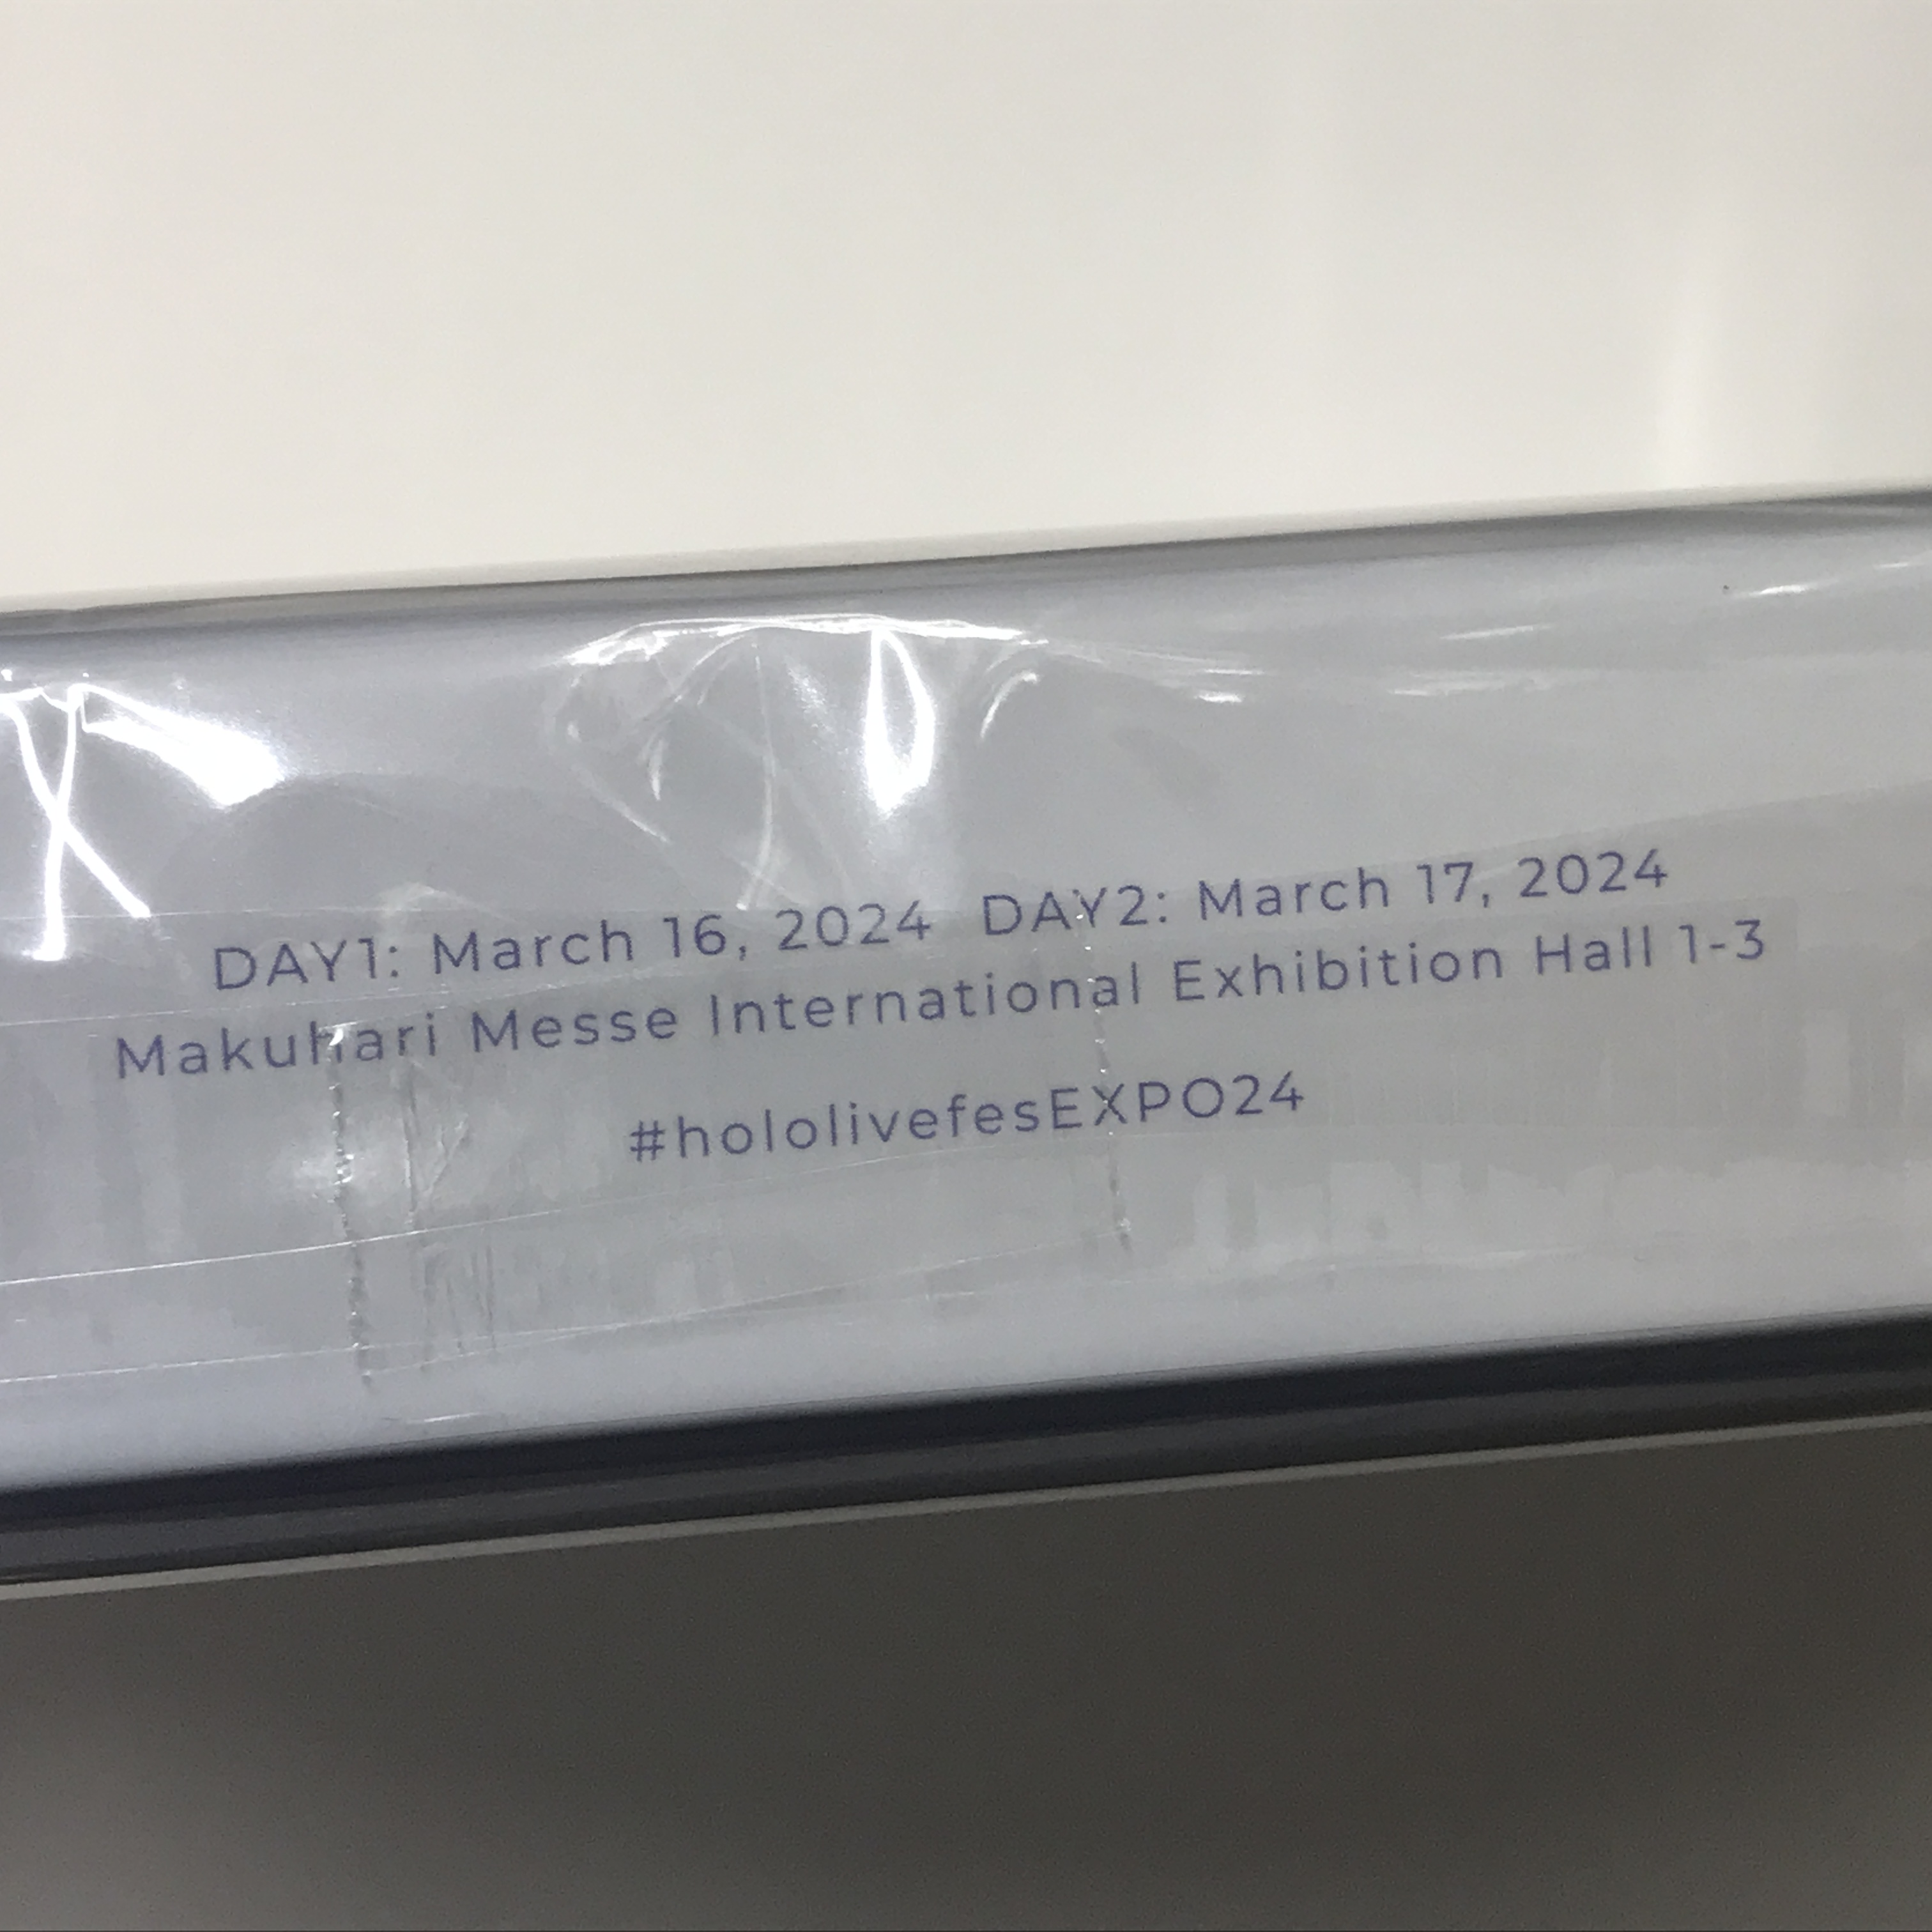 DAY1: March 16, 2024 DAY2: March 17, 2024
Makuhari Messe International Exhibition Hall 1-3
#hololivefesEXPO24